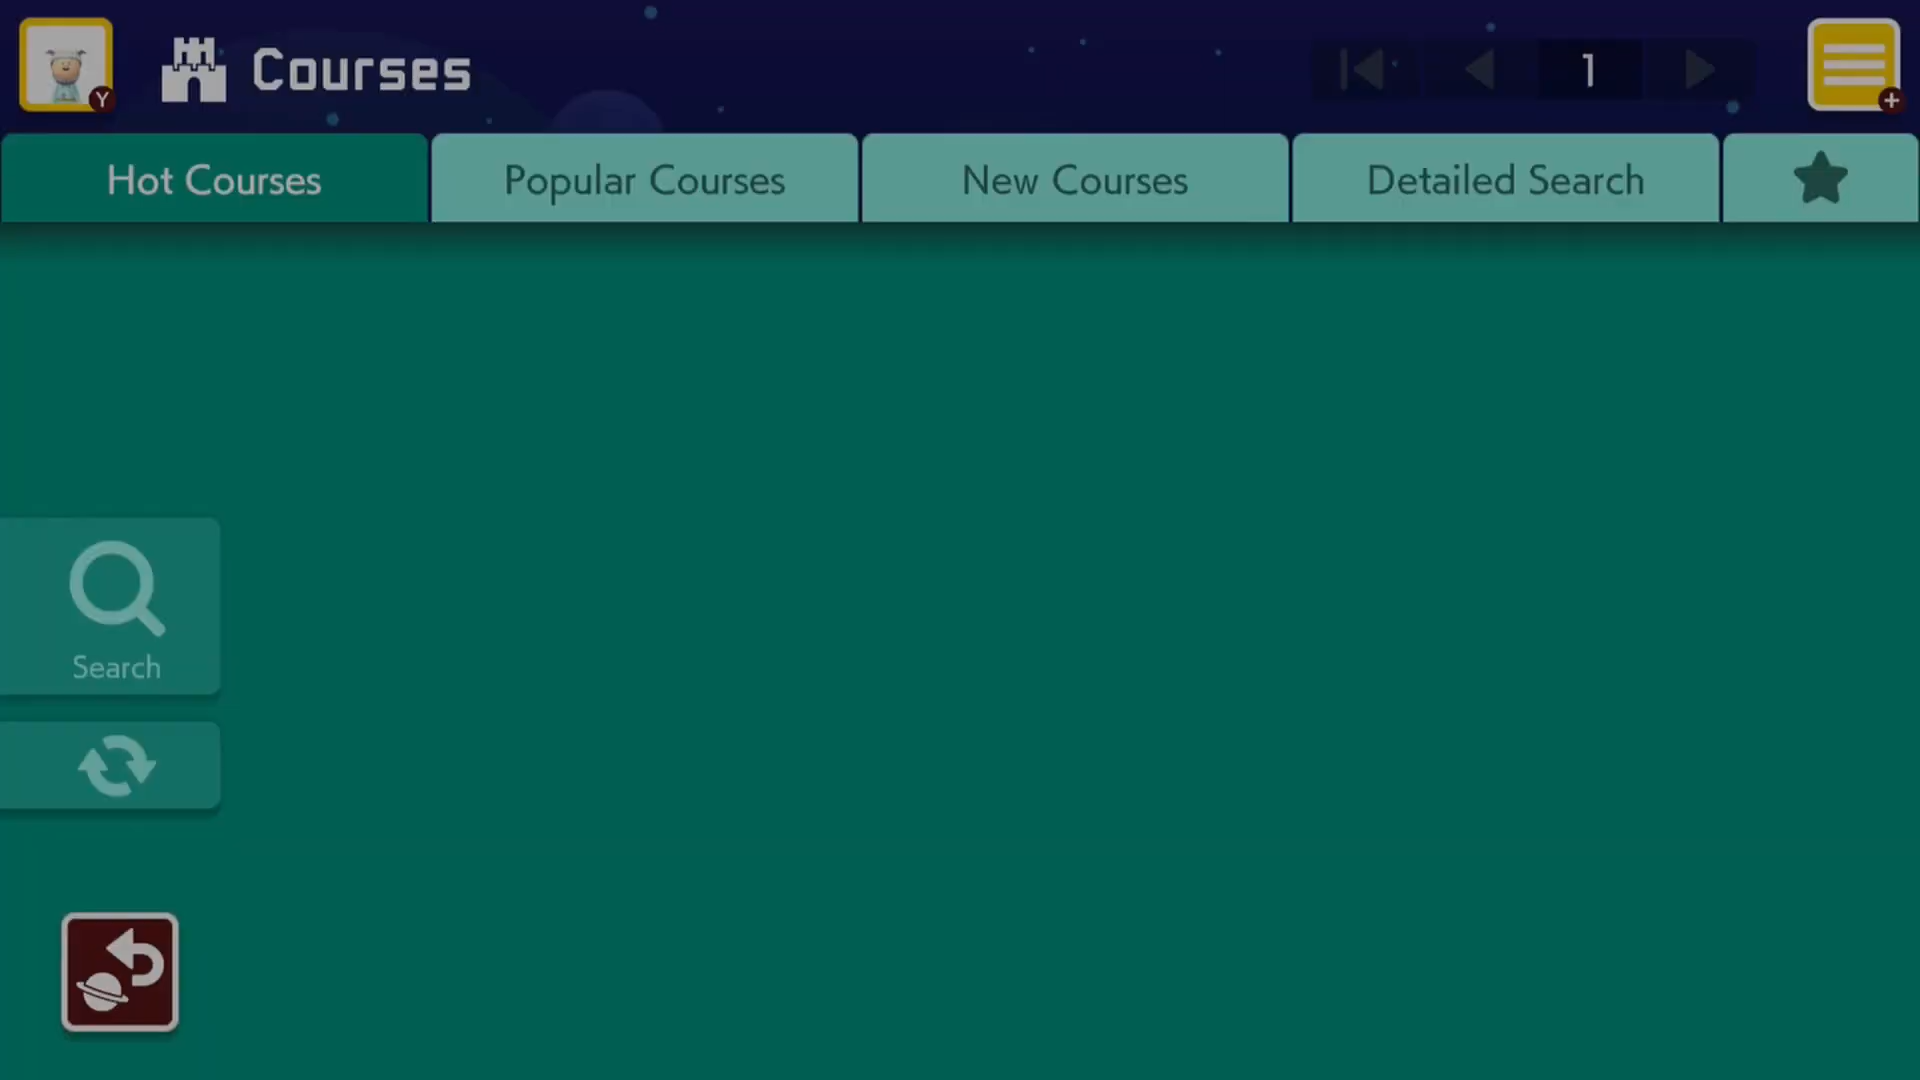 Y
Courses
1
+
Hot Courses
Popular Courses
New Courses
Detailed Search
Search